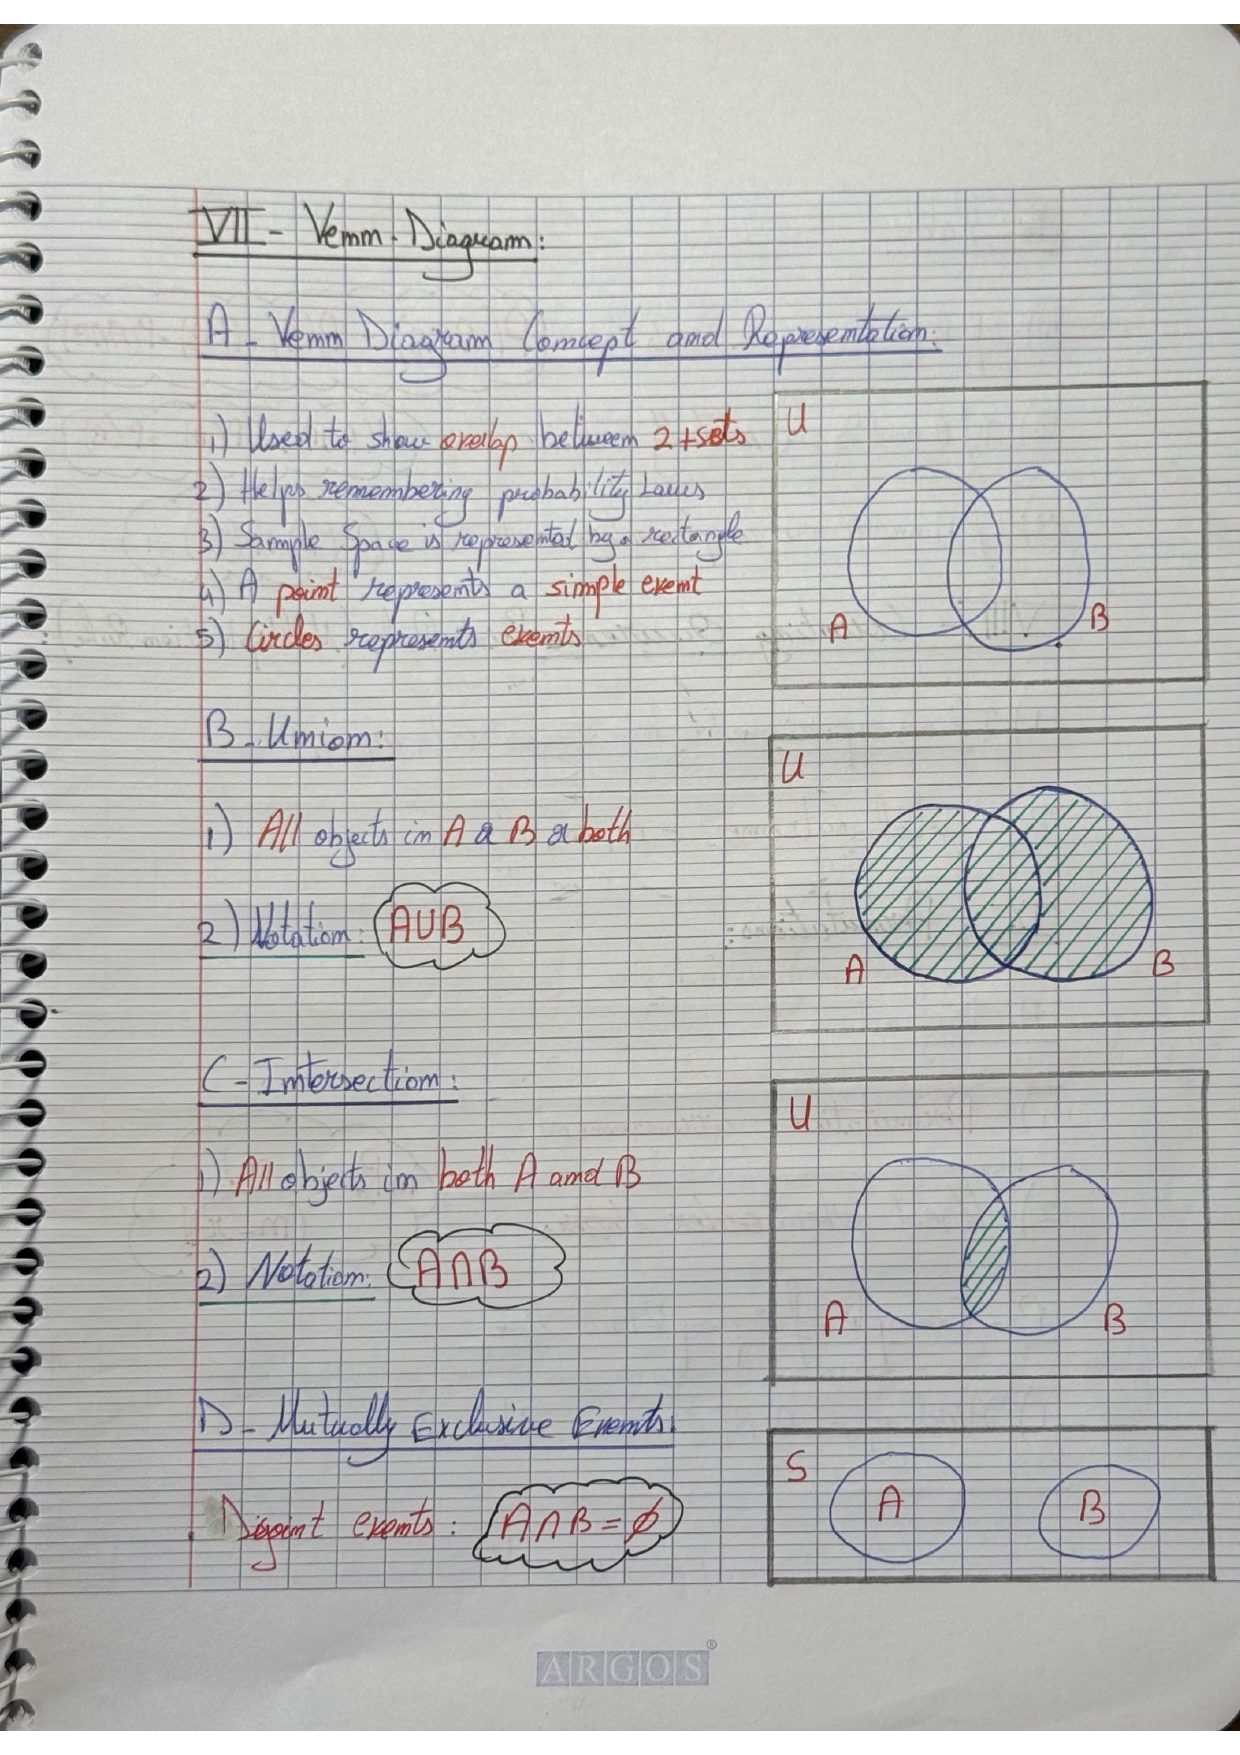 VII - Venn-Diagram:
A - Venn Diagram Concept and Representation:
1) Used to show overlap between 2+sets
2) Helps remembering probability Laws
3) Sample Space is represented by a rectangle
4) A point represents a simple event
5) Circles represents events
U
A
B
B - Union:
1) All objects in A or B or both
2) Notation: A∪B
U
A
B
C - Intersection:
1) All objects in both A and B
2) Notation: A∩B
U
A
B
D - Mutually Exclusive Events:
Disjoint events: A∩B=∅
S
A
B
ARGOS®